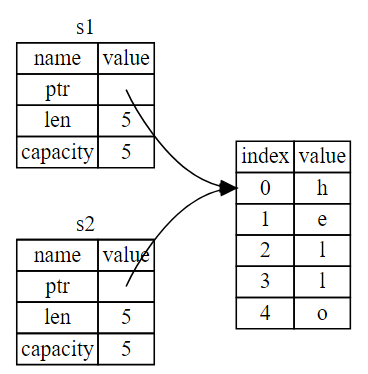 s1
name value
ptr
len 5
capacity 5
s2
name value
ptr
len 5
capacity 5
index value
0 h
1 e
2 l
3 l
4 o